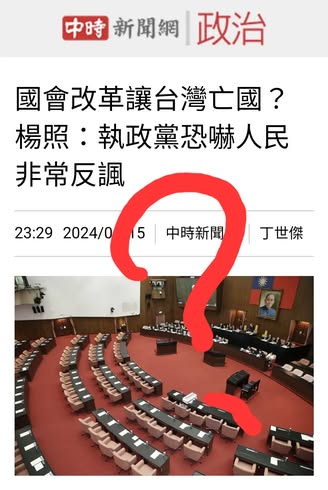 中時 新聞網 政治
國會改革讓台灣亡國？
楊照：執政黨恐嚇人民
非常反諷
23:29 2024/0 15 中時新聞 丁世傑